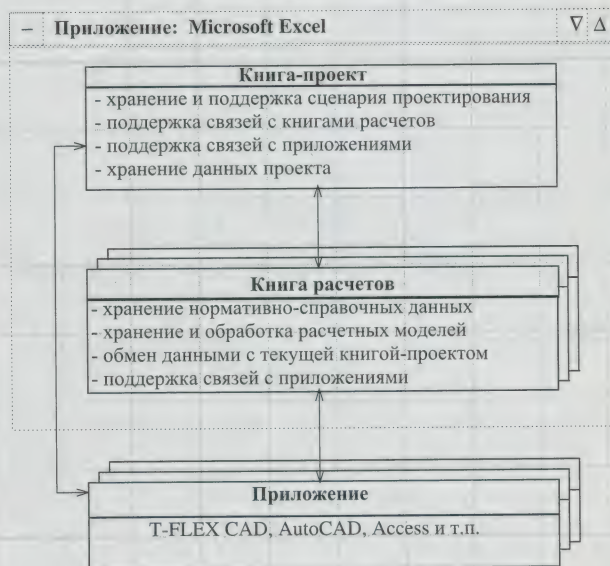 – Приложение: Microsoft Excel ∇ Δ
Книга-проект
- хранение и поддержка сценария проектирования
- поддержка связей с книгами расчетов
- поддержка связей с приложениями
- хранение данных проекта
Книга расчетов
- хранение нормативно-справочных данных
- хранение и обработка расчетных моделей
- обмен данными с текущей книгой-проектом
- поддержка связей с приложениями
Приложение
T-FLEX CAD, AutoCAD, Access и т.п.